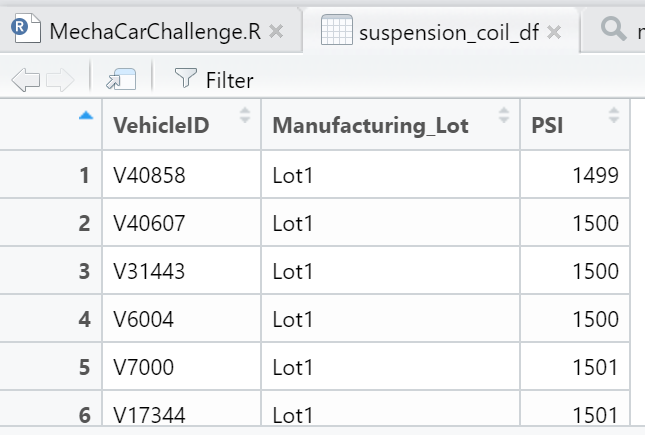 R MechaCarChallenge.R
suspension_coil_df
Filter
VehicleID Manufacturing_Lot PSI
1 V40858 Lot1 1499
2 V40607 Lot1 1500
3 V31443 Lot1 1500
4 V6004 Lot1 1500
5 V7000 Lot1 1501
6 V17344 Lot1 1501